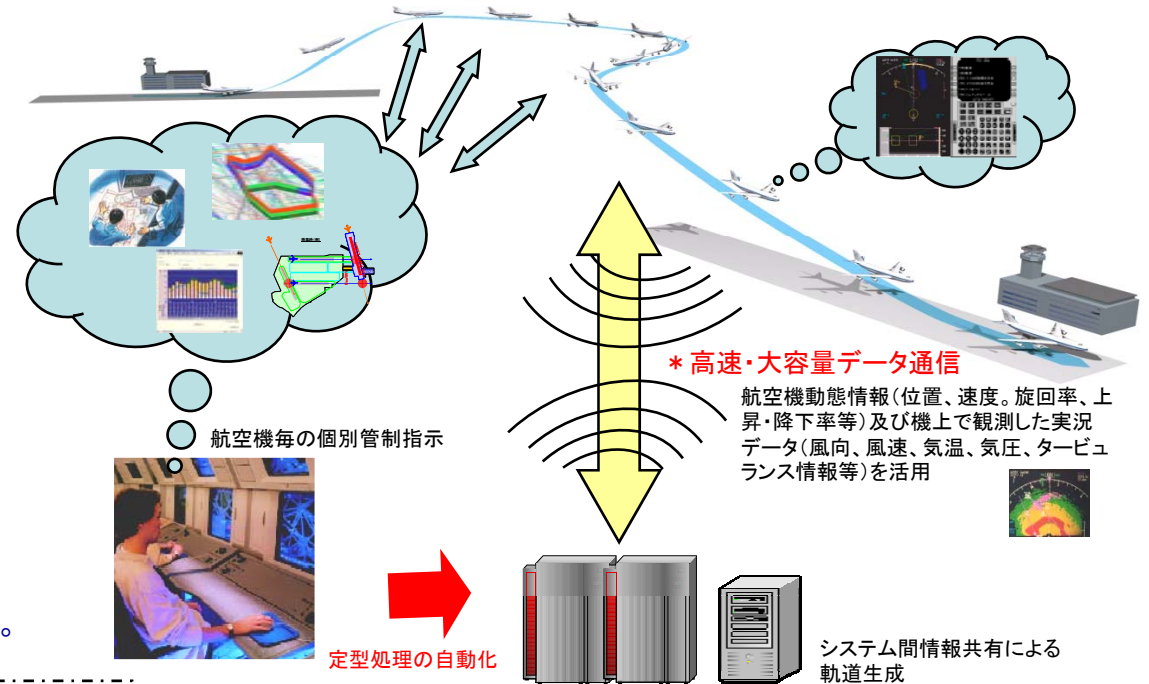 *高速・大容量データ通信
航空機動態情報(位置、速度。旋回率、上
昇・降下率等)及び機上で観測した実況
データ(風向、風速、気温、気圧、タービュ
ランス情報等)を活用
航空機毎の個別管制指示
。
定型処理の自動化
システム間情報共有による
軌道生成